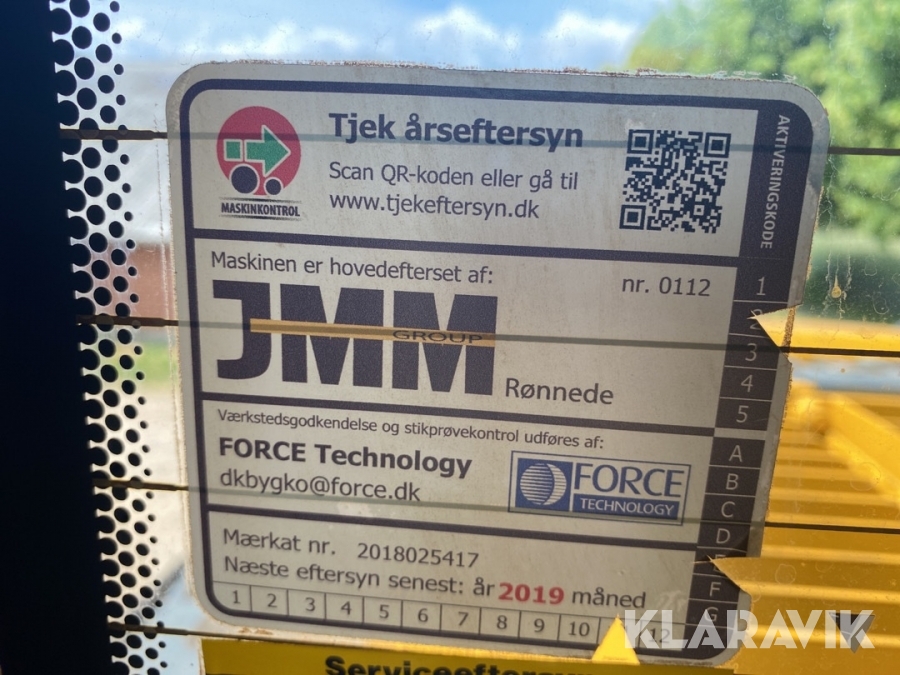 Tjek årseftersyn
Scan QR-koden eller gå til
www.tjekeftersyn.dk
MASKINKONTROL
AKTIVERINGSKODE
Maskinen er hovedefterset af:
nr. 0112
JMM
GROUP
Rønnede
1
2
3
4
5
Værkstedsgodkendelse og stikprøvekontrol udføres af:
FORCE Technology
dkbygko@force.dk
FORCE
TECHNOLOGY
A
B
C
D
F
G
Mærkat nr. 2018025417
Næste eftersyn senest: år 2019 måned
1 2 3 4 5 6 7 8 9 10 12
KLARAVIK
KLARAVIK